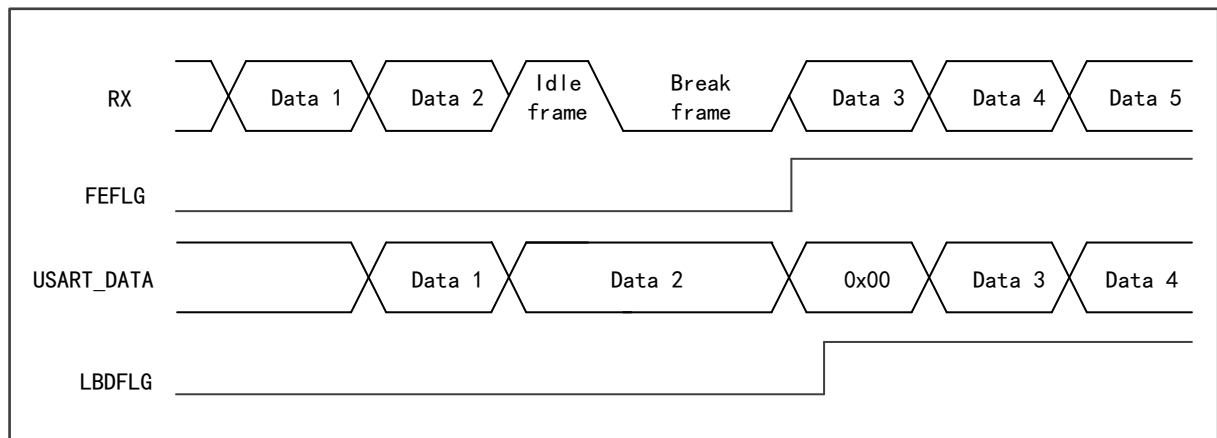 RX
Data 1
Data 2
Idle
frame
Break
frame
Data 3
Data 4
Data 5
FEFLG
USART_DATA
Data 1
Data 2
0x00
Data 3
Data 4
LBDFLG